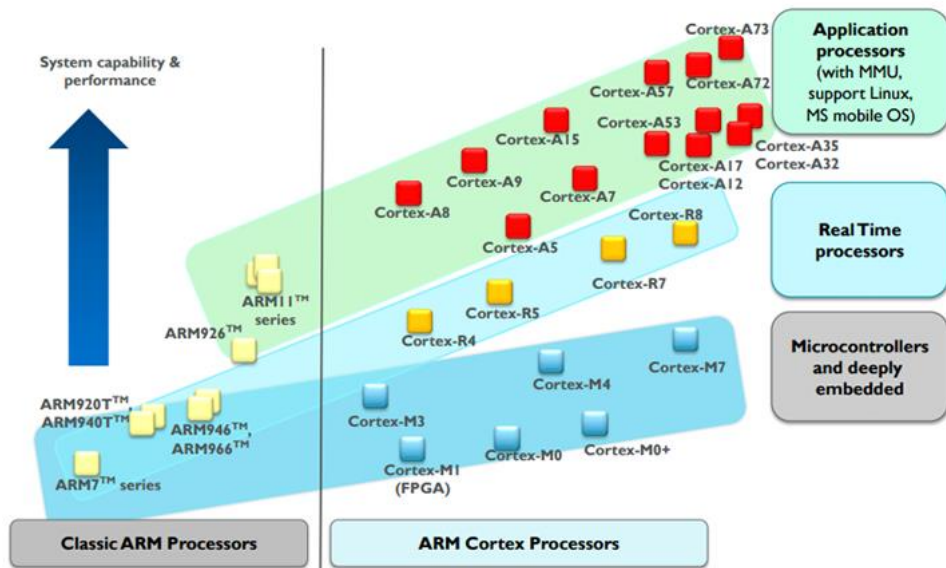 System capability &
performance
Cortex-A73
Application
processors
(with MMU,
support Linux,
MS mobile OS)
Cortex-A57
Cortex-A72
Cortex-A53
Cortex-A15
Cortex-A35
Cortex-A32
Cortex-A17
Cortex-A12
Cortex-A9
Cortex-A7
Cortex-A8
Cortex-A5
Cortex-R8
Real Time
processors
Cortex-R7
Cortex-R5
Cortex-R4
ARM11™
series
ARM926™
Microcontrollers
and deeply
embedded
Cortex-M7
Cortex-M4
Cortex-M3
ARM920T™,
ARM940T™
ARM946™,
ARM966™
Cortex-M0+
Cortex-M0
Cortex-M1
(FPGA)
ARM7™ series
Classic ARM Processors
ARM Cortex Processors